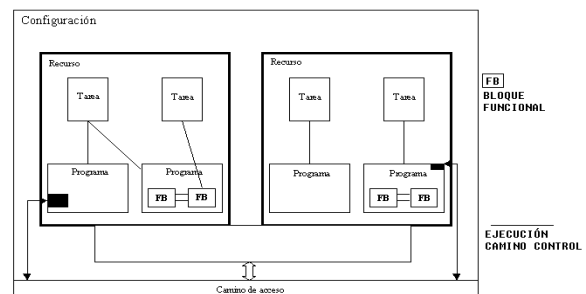 Configuración
Recurso
Recurso
Tarea
Tarea
Tarea
Tarea
Programa
Programa
Programa
Programa
FB
FB
FB
FB
Camino de acceso
FB
BLOQUE
FUNCIONAL
EJECUCIÓN
CAMINO CONTROL